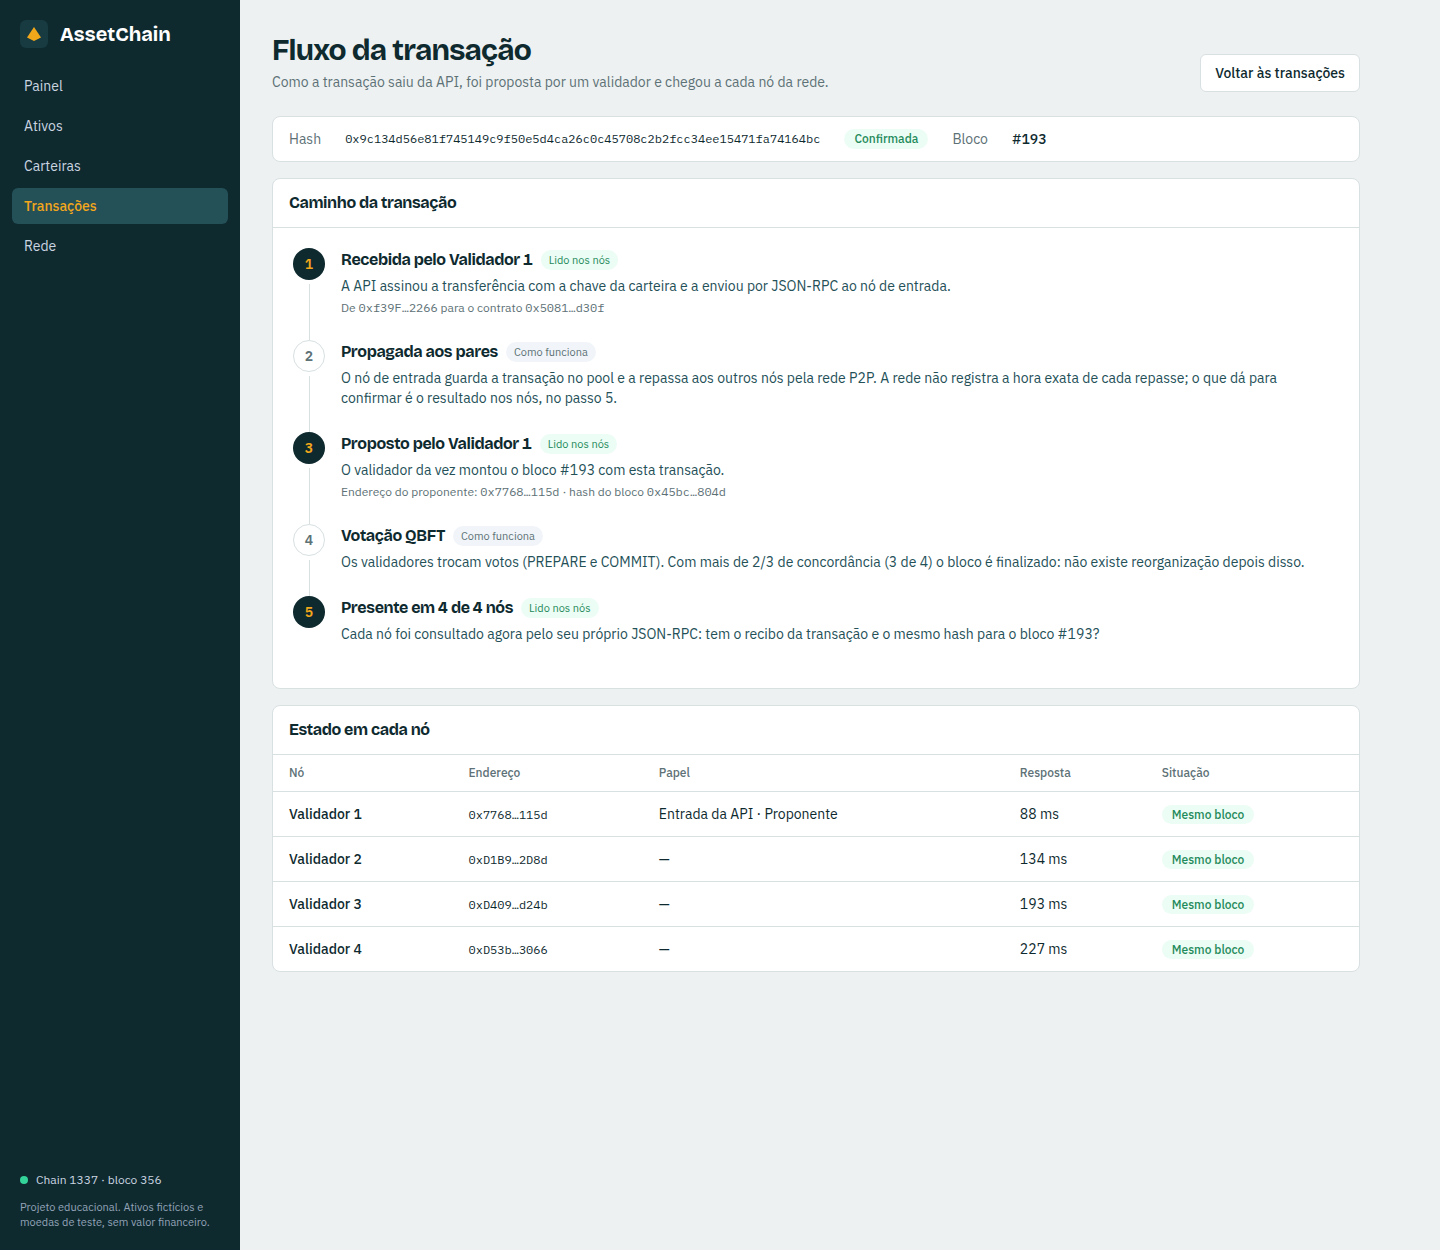 AssetChain
Painel
Ativos
Carteiras
Transações
Rede
Chain 1337 · bloco 356
Projeto educacional. Ativos fictícios e
moedas de teste, sem valor financeiro.
Fluxo da transação
Como a transação saiu da API, foi proposta por um validador e chegou a cada nó da rede.
Voltar às transações
Hash 0x9c134d56e81f745149c9f50e5d4ca26c0c45708c2b2fcc34ee15471fa74164bc Confirmada Bloco #193
Caminho da transação
1 Recebida pelo Validador 1 Lido nos nós
A API assinou a transferência com a chave da carteira e a enviou por JSON-RPC ao nó de entrada.
De 0xf39F…2266 para o contrato 0x5081…d30f
2 Propagada aos pares Como funciona
O nó de entrada guarda a transação no pool e a repassa aos outros nós pela rede P2P. A rede não registra a hora exata de cada repasse; o que dá para
confirmar é o resultado nos nós, no passo 5.
3 Proposto pelo Validador 1 Lido nos nós
O validador da vez montou o bloco #193 com esta transação.
Endereço do proponente: 0x7768…115d · hash do bloco 0x45bc…804d
4 Votação QBFT Como funciona
Os validadores trocam votos (PREPARE e COMMIT). Com mais de 2/3 de concordância (3 de 4) o bloco é finalizado: não existe reorganização depois disso.
5 Presente em 4 de 4 nós Lido nos nós
Cada nó foi consultado agora pelo seu próprio JSON-RPC: tem o recibo da transação e o mesmo hash para o bloco #193?
Estado em cada nó
Nó Endereço Papel Resposta Situação
Validador 1 0x7768…115d Entrada da API · Proponente 88 ms Mesmo bloco
Validador 2 0xD1B9…2D8d — 134 ms Mesmo bloco
Validador 3 0xD409…d24b — 193 ms Mesmo bloco
Validador 4 0xD53b…3066 — 227 ms Mesmo bloco